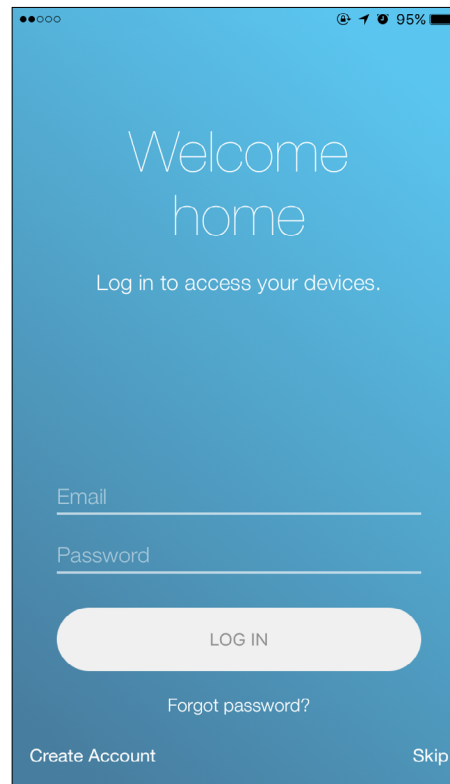 95%
Welcome
home
Log in to access your devices.
Email
Password
LOG IN
Forgot password?
Create Account
Skip